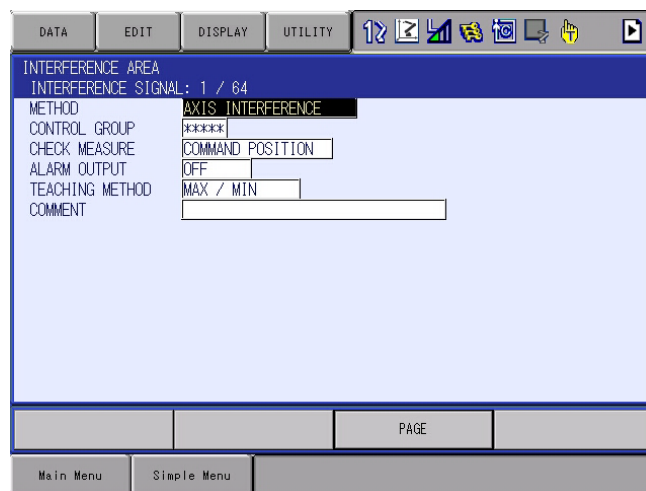 DATA EDIT DISPLAY UTILITY
INTERFERENCE AREA
INTERFERENCE SIGNAL: 1 / 64
METHOD AXIS INTERFERENCE
CONTROL GROUP *****
CHECK MEASURE COMMAND POSITION
ALARM OUTPUT OFF
TEACHING METHOD MAX / MIN
COMMENT
PAGE
Main Menu Simple Menu